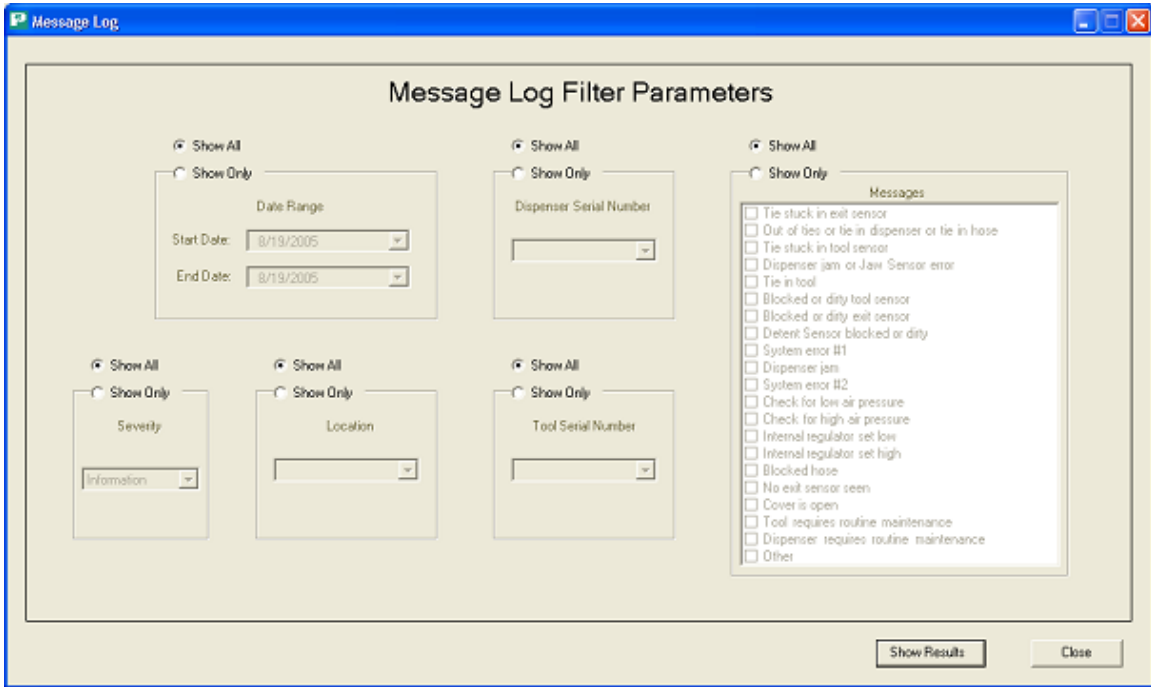 Message Log
Message Log Filter Parameters
Show All
Show Only
Date Range
Start Date: 8/19/2005
End Date: 8/19/2005
Show All
Show Only
Dispenser Serial Number
Show All
Show Only
Messages
Tie stuck in exit sensor
Out of ties or tie in dispenser or tie in hose
Tie stuck in tool sensor
Dispenser jam or Jaw Sensor error
Tie in tool
Blocked or dirty tool sensor
Blocked or dirty exit sensor
Detent Sensor blocked or dirty
System error #1
Dispenser jam
System error #2
Check for low air pressure
Check for high air pressure
Internal regulator set low
Internal regulator set high
Blocked hose
No exit sensor seen
Cover is open
Tool requires routine maintenance
Dispenser requires routine maintenance
Other
Show All
Show Only
Severity
Information
Show All
Show Only
Location
Show All
Show Only
Tool Serial Number
Show Results
Close